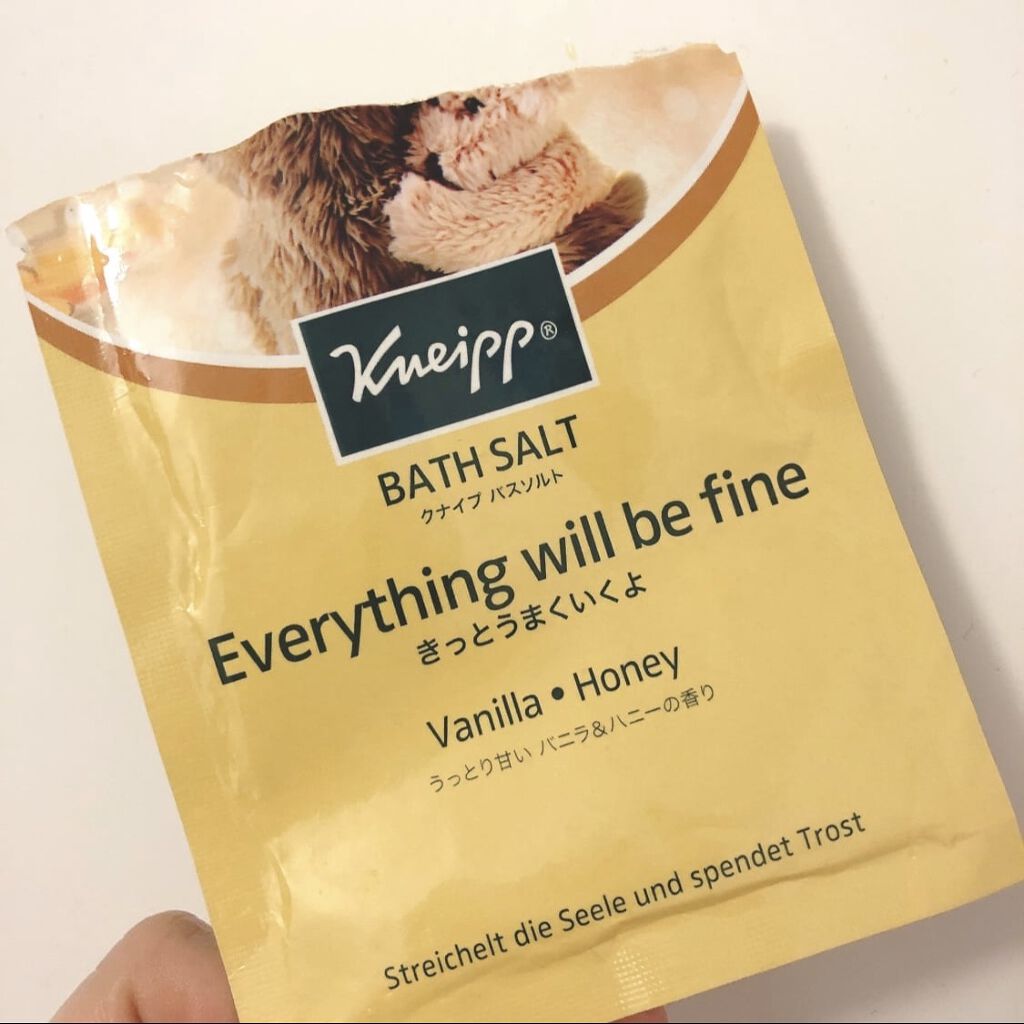 Kneipp®
BATH SALT
クナイプ バスソルト
Everything will be fine
きっとうまくいくよ
Vanilla • Honey
うっとり甘い バニラ&ハニーの香り
Streichelt die Seele und spendet Trost